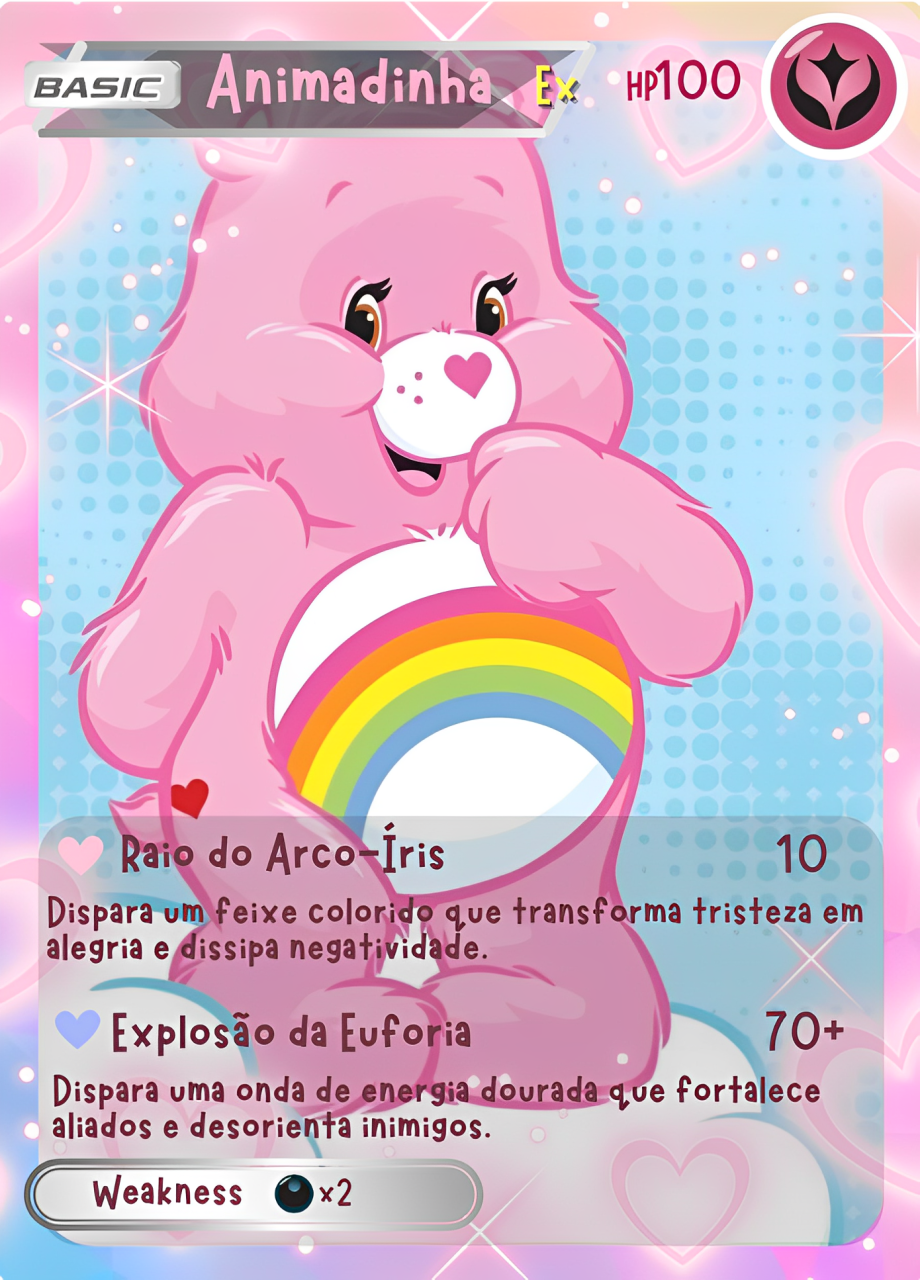 BASIC Animadinha Ex HP100
Raio do Arco-Íris 10
Dispara um feixe colorido que transforma tristeza em
alegria e dissipa negatividade.
Explosão da Euforia 70+
Dispara uma onda de energia dourada que fortalece
aliados e desorienta inimigos.
Weakness x2